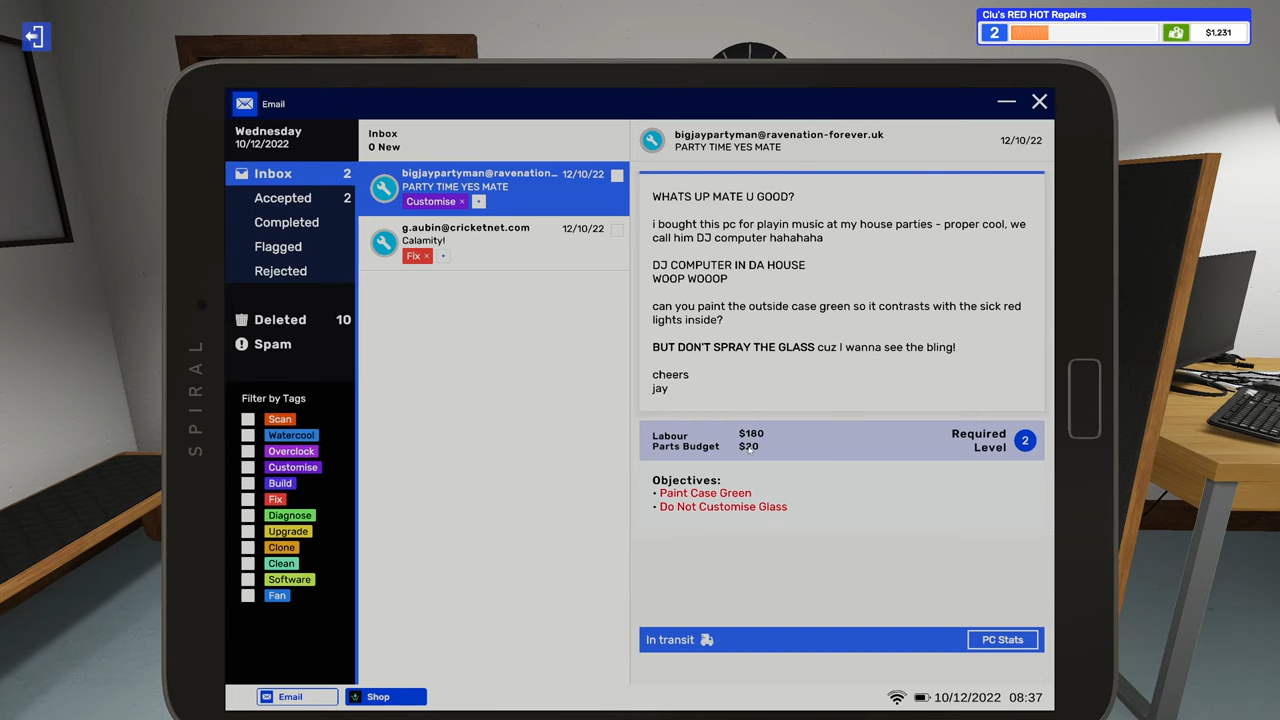 Clu's RED HOT Repairs
2
$1,231
Email
Wednesday
10/12/2022
Inbox 2
Accepted 2
Completed
Flagged
Rejected
Deleted 10
Spam
Filter by Tags
Scan
Watercool
Overclock
Customise
Build
Fix
Diagnose
Upgrade
Clone
Clean
Software
Fan
Inbox
0 New
bigjaypartyman@ravenation... 12/10/22
PARTY TIME YES MATE
Customise ×
g.aubin@cricketnet.com 12/10/22
Calamity!
Fix ×
bigjaypartyman@ravenation-forever.uk 12/10/22
PARTY TIME YES MATE
WHATS UP MATE U GOOD?
i bought this pc for playin music at my house parties - proper cool, we
call him DJ computer hahahaha
DJ COMPUTER IN DA HOUSE
WOOP WOOOP
can you paint the outside case green so it contrasts with the sick red
lights inside?
BUT DON'T SPRAY THE GLASS cuz I wanna see the bling!
cheers
jay
Labour $180
Parts Budget $20
Required
Level 2
Objectives:
• Paint Case Green
• Do Not Customise Glass
In transit
PC Stats
Email Shop
10/12/2022 08:37
SPIRAL